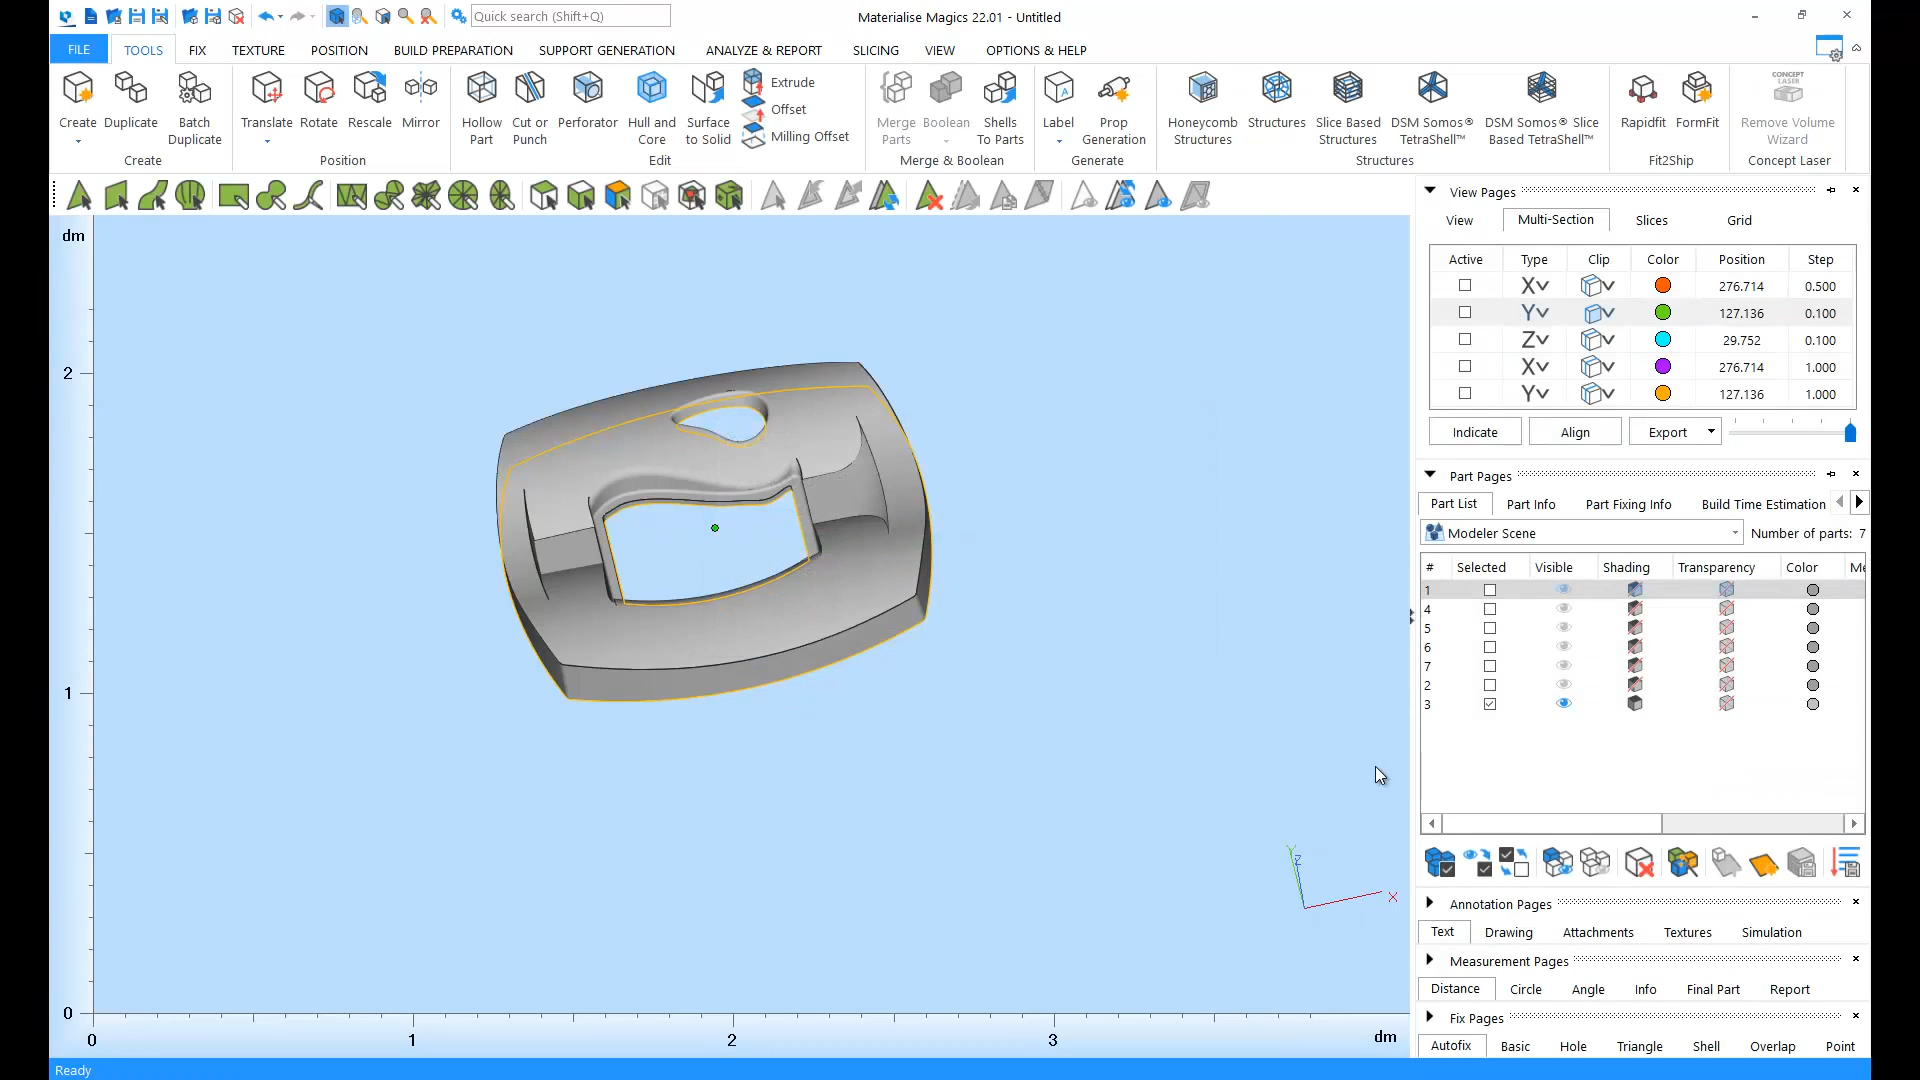 Quick search (Shift+Q)
Materialise Magics 22.01 - Untitled
FILE TOOLS FIX TEXTURE POSITION BUILD PREPARATION SUPPORT GENERATION ANALYZE & REPORT SLICING VIEW OPTIONS & HELP
Create Duplicate Batch Duplicate
Create
Translate Rotate Rescale Mirror
Position
Hollow Part Cut or Punch Perforator Hull and Core Surface to Solid
Extrude
Offset
Milling Offset
Edit
Merge Parts Boolean Shells To Parts
Merge & Boolean
Label Prop Generation
Generate
Honeycomb Structures Structures Slice Based Structures DSM Somos® TetraShell™ DSM Somos® Slice Based TetraShell™
Structures
Rapidfit FormFit
Fit2Ship
CONCEPT LASER
Remove Volume Wizard
Concept Laser
dm
2
1
0
0 1 2 3 dm
Y
Z
X
View Pages
View Multi-Section Slices Grid
Active Type Clip Color Position Step
X 276.714 0.500
Y 127.136 0.100
Z 29.752 0.100
X 276.714 1.000
Y 127.136 1.000
Indicate Align Export
Part Pages
Part List Part Info Part Fixing Info Build Time Estimation
Modeler Scene Number of parts: 7
# Selected Visible Shading Transparency Color Me
1
4
5
6
7
2
3
Annotation Pages
Text Drawing Attachments Textures Simulation
Measurement Pages
Distance Circle Angle Info Final Part Report
Fix Pages
Autofix Basic Hole Triangle Shell Overlap Point
Ready